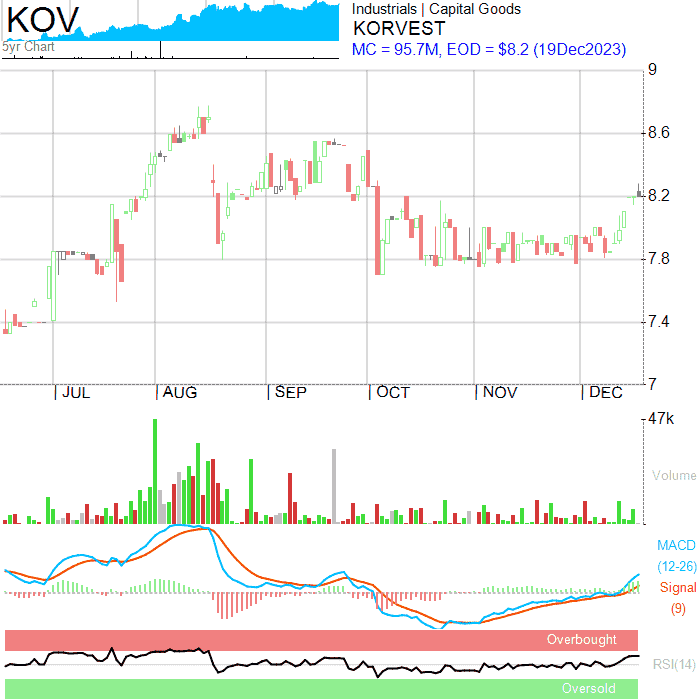 KOV
5yr Chart
Industrials | Capital Goods
KORVEST
MC = 95.7M, EOD = $8.2 (19Dec2023)
9
8.6
8.2
7.8
7.4
7
JUL AUG SEP OCT NOV DEC
47k
Volume
MACD
(12-26)
Signal
(9)
Overbought
RSI(14)
Oversold